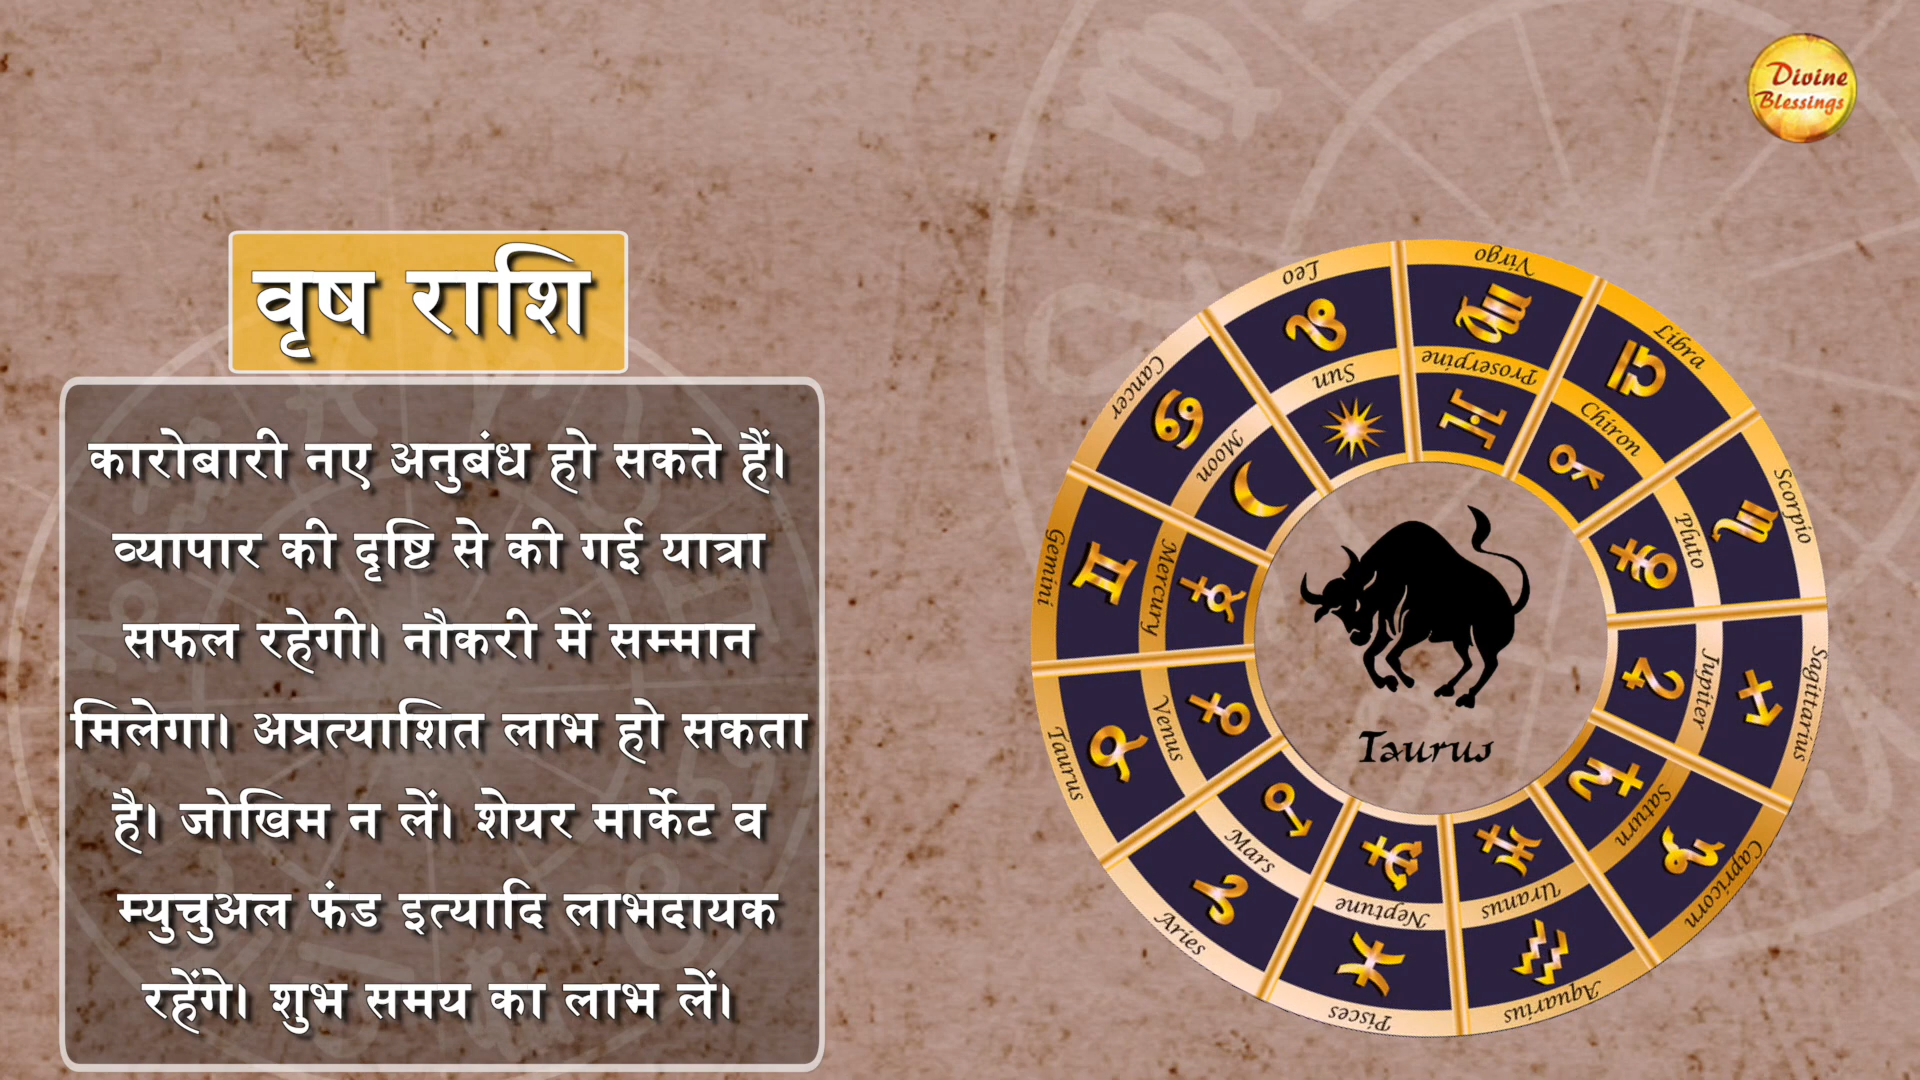 Divine
Blessings
वृष राशि
कारोबारी नए अनुबंध हो सकते हैं।
व्यापार की दृष्टि से की गई यात्रा
सफल रहेगी। नौकरी में सम्मान
मिलेगा। अप्रत्याशित लाभ हो सकता
है। जोखिम न लें। शेयर मार्केट व
म्युचुअल फंड इत्यादि लाभदायक
रहेंगे। शुभ समय का लाभ लें।
Leo
Virgo
Libra
Scorpio
Sagittarius
Capricorn
Aquarius
Pisces
Aries
Taurus
Gemini
Cancer
Sun
Proserpine
Chiron
Pluto
Jupiter
Saturn
Uranus
Neptune
Mars
Venus
Mercury
Moon
Taurus